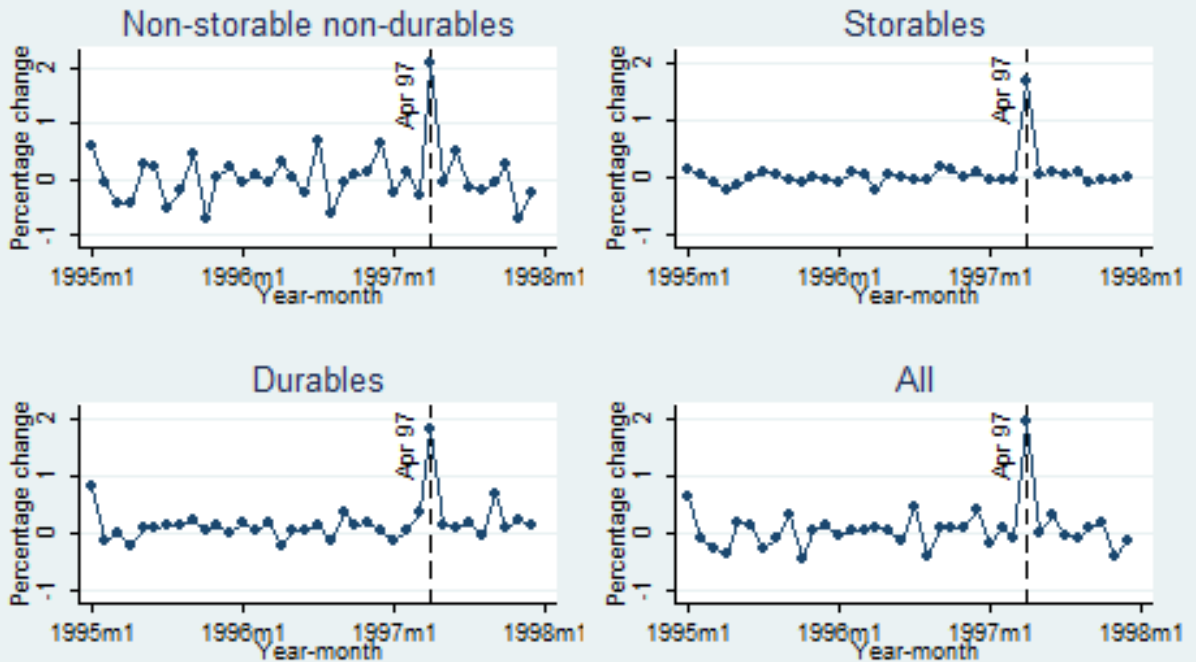 Non-storable non-durables
Percentage change
2
1
0
-1
Apr 97
1995m1 1996m1 1997m1 1998m1
Year-month
Storables
Percentage change
2
1
0
-1
Apr 97
1995m1 1996m1 1997m1 1998m1
Year-month
Durables
Percentage change
2
1
0
-1
Apr 97
1995m1 1996m1 1997m1 1998m1
Year-month
All
Percentage change
2
1
0
-1
Apr 97
1995m1 1996m1 1997m1 1998m1
Year-month